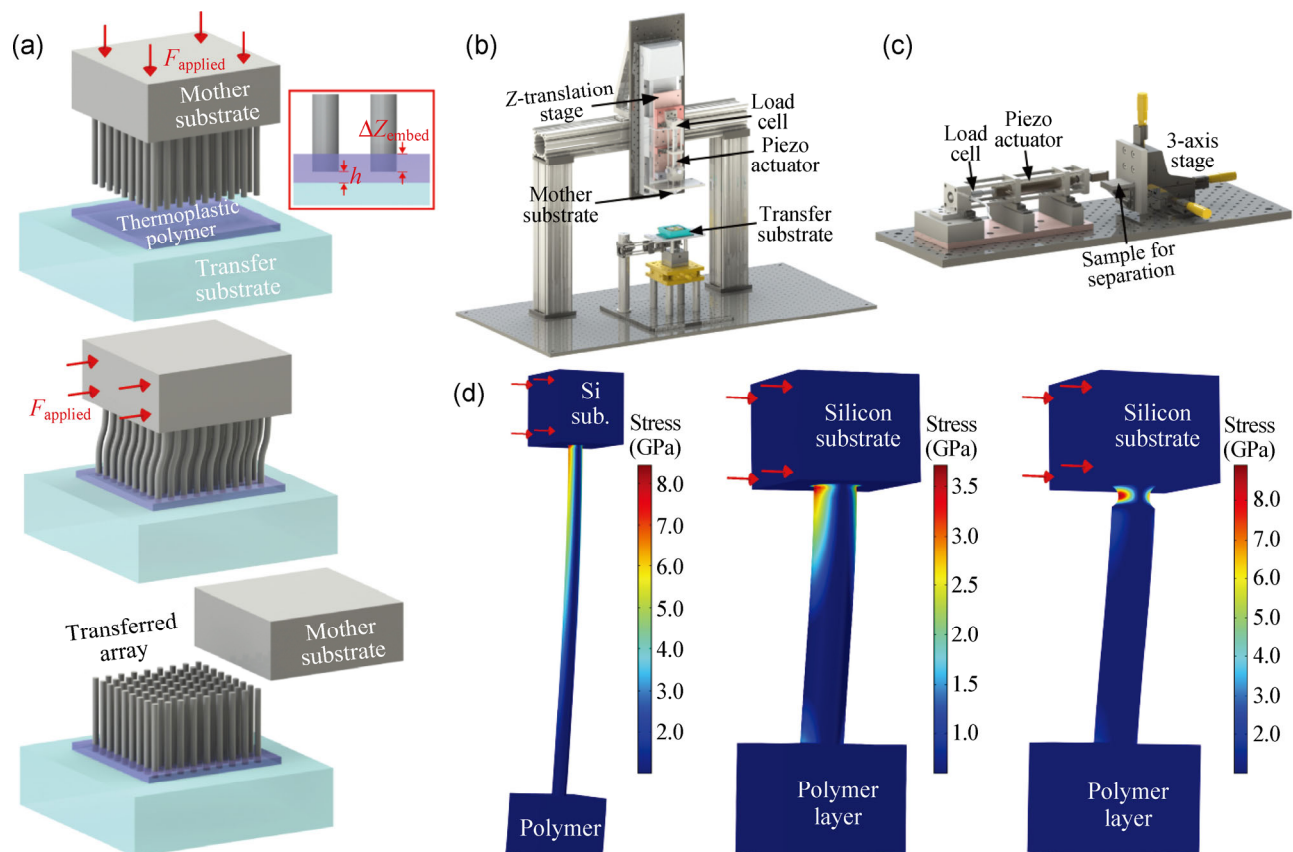 (a)
F applied
Mother
substrate
ΔZ embed
h
Thermoplastic
polymer
Transfer
substrate
F applied
Transferred
array
Mother
substrate
(b)
Z-translation
stage
Load
cell
Piezo
actuator
Mother
substrate
Transfer
substrate
(c)
Load
cell
Piezo
actuator
3-axis
stage
Sample for
separation
(d)
Si
sub.
Stress
(GPa)
8.0
7.0
6.0
5.0
4.0
3.0
2.0
Polymer
Silicon
substrate
Stress
(GPa)
3.5
3.0
2.5
2.0
1.5
1.0
Polymer
layer
Silicon
substrate
Stress
(GPa)
8.0
7.0
6.0
5.0
4.0
3.0
2.0
Polymer
layer